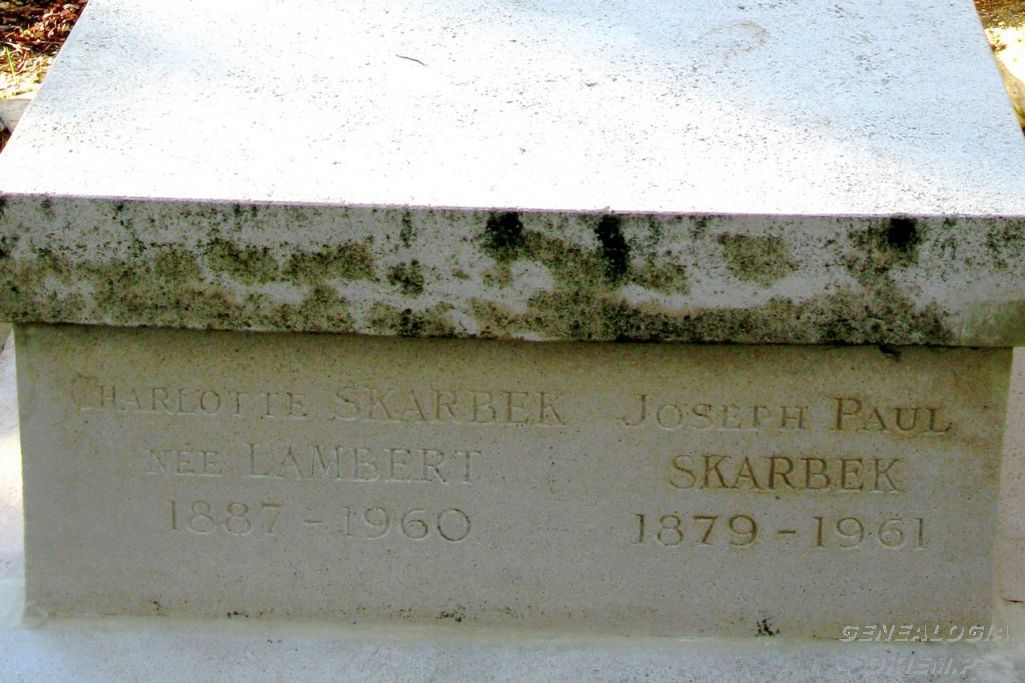 CHARLOTTE SKARBEK
NÉE LAMBERT
1887 - 1960
JOSEPH PAUL
SKARBEK
1879 - 1961
GENEALOGIA